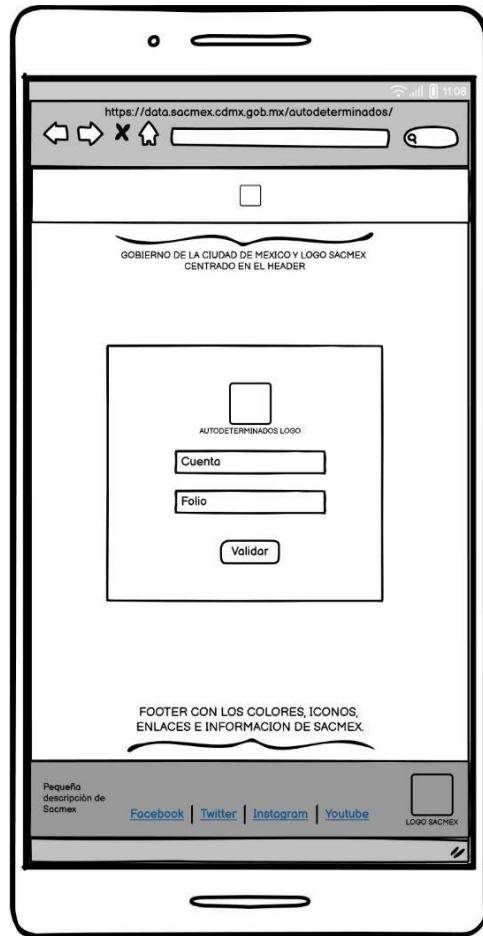 11:08
https://data.sacmex.cdmx.gob.mx/autodeterminados/
GOBIERNO DE LA CIUDAD DE MEXICO Y LOGO SACMEX
CENTRADO EN EL HEADER
AUTODETERMINADOS LOGO
Cuenta
Folio
Validar
FOOTER CON LOS COLORES, ICONOS,
ENLACES E INFORMACION DE SACMEX.
Pequeña
descripción de
Sacmex
Facebook | Twitter | Instagram | Youtube
LOGO SACMEX